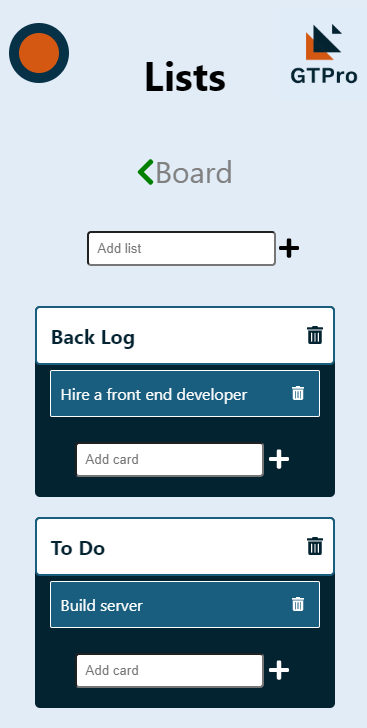 Lists
GTPro
Board
Add list
Back Log
Hire a front end developer
Add card
To Do
Build server
Add card